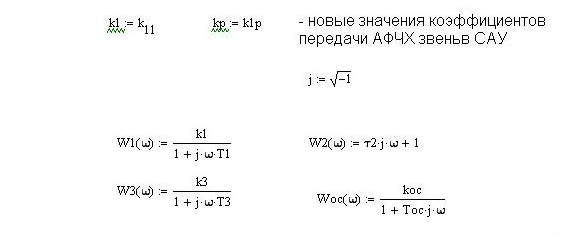 k1 := k11 kp := k1p - новые значения коэффициентов
передачи АФЧХ звеньв САУ
j := √-1
W1(ω) := k1 / (1 + j·ω·T1) W2(ω) := τ2·j·ω + 1
W3(ω) := k3 / (1 + j·ω·T3) Woc(ω) := koc / (1 + Toc·j·ω)